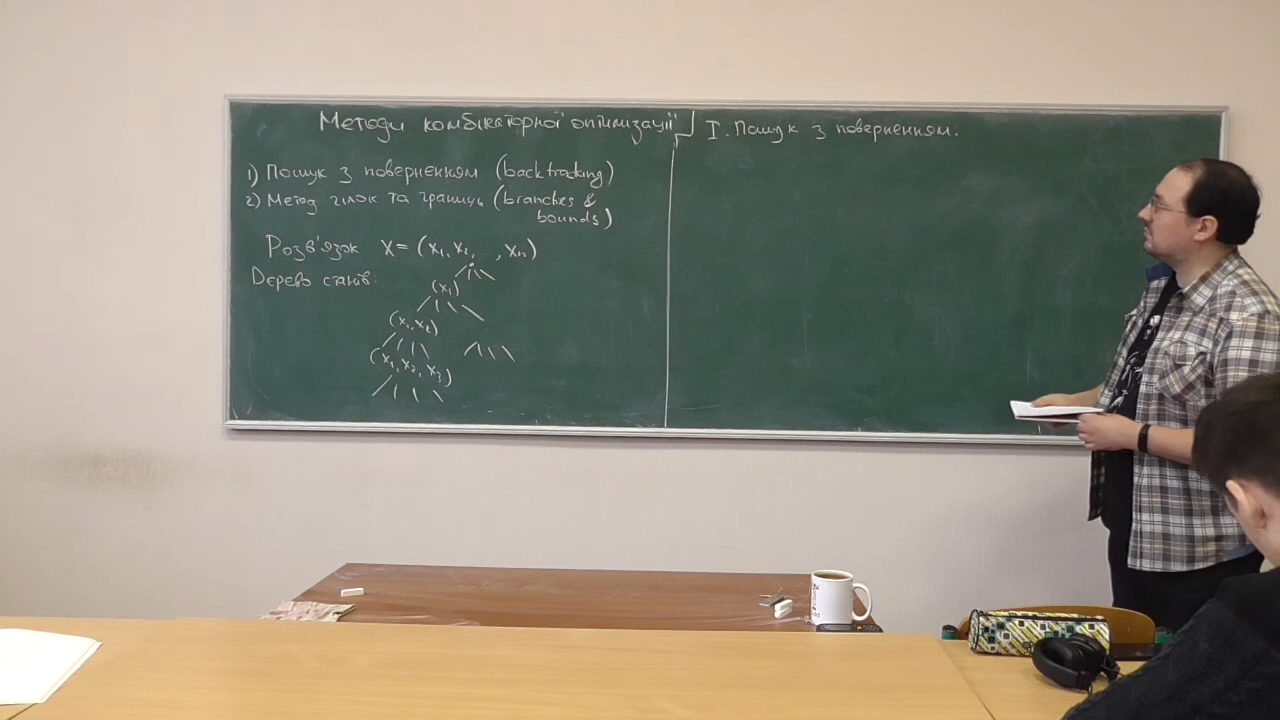 Методи комбінаторної оптимізації
1) Пошук з поверненням (backtracking)
2) Метод гілок та границь (branches &
bounds)
Розв'язок X = (x₁, x₂, , xₙ)
Дерево станів.
(x₁)
(x₁, x₂)
(x₁, x₂, x₃)
I. Пошук з поверненням.